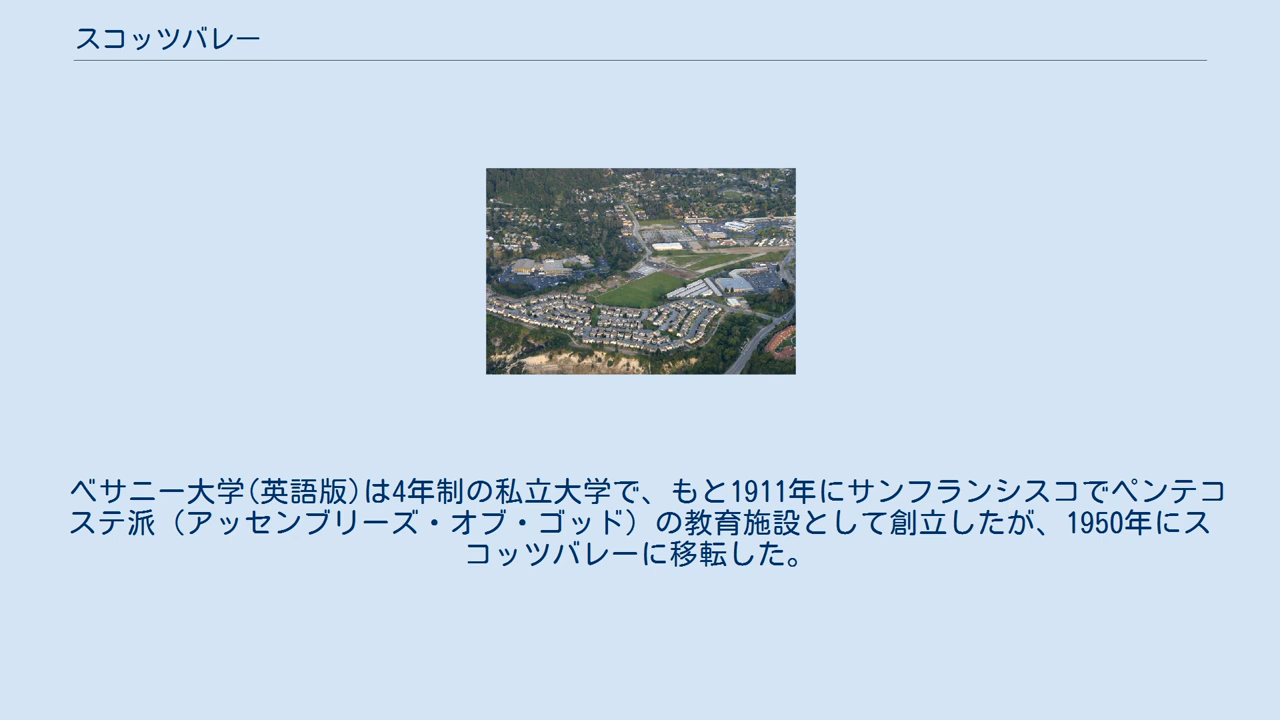 スコッツバレー
ベサニー大学(英語版)は4年制の私立大学で、もと1911年にサンフランシスコでペンテコ
ステ派（アッセンブリーズ・オブ・ゴッド）の教育施設として創立したが、1950年にス
コッツバレーに移転した。